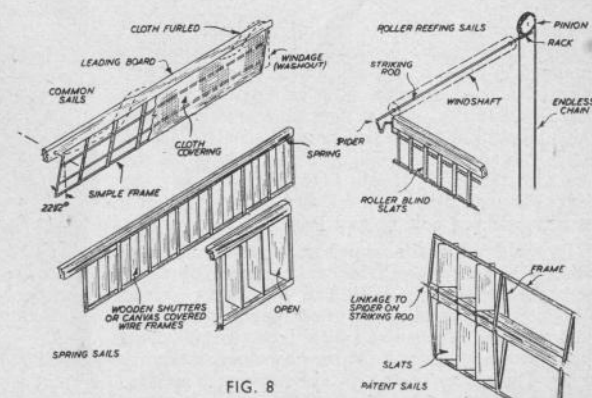 CLOTH FURLED
LEADING BOARD
WINDAGE
(WASHOUT)
COMMON
SAILS
CLOTH
COVERING
SIMPLE FRAME
SPRING
WOODEN SHUTTERS
OR CANVAS COVERED
WIRE FRAMES
OPEN
SPRING SAILS
ROLLER REEFING SAILS
PINION
RACK
STRIKING
ROD
WINDSHAFT
ENDLESS
CHAIN
SPIDER
ROLLER BLIND
SLATS
FRAME
LINKAGE TO
SPIDER ON
STRIKING ROD
SLATS
PATENT SAILS
FIG. 8